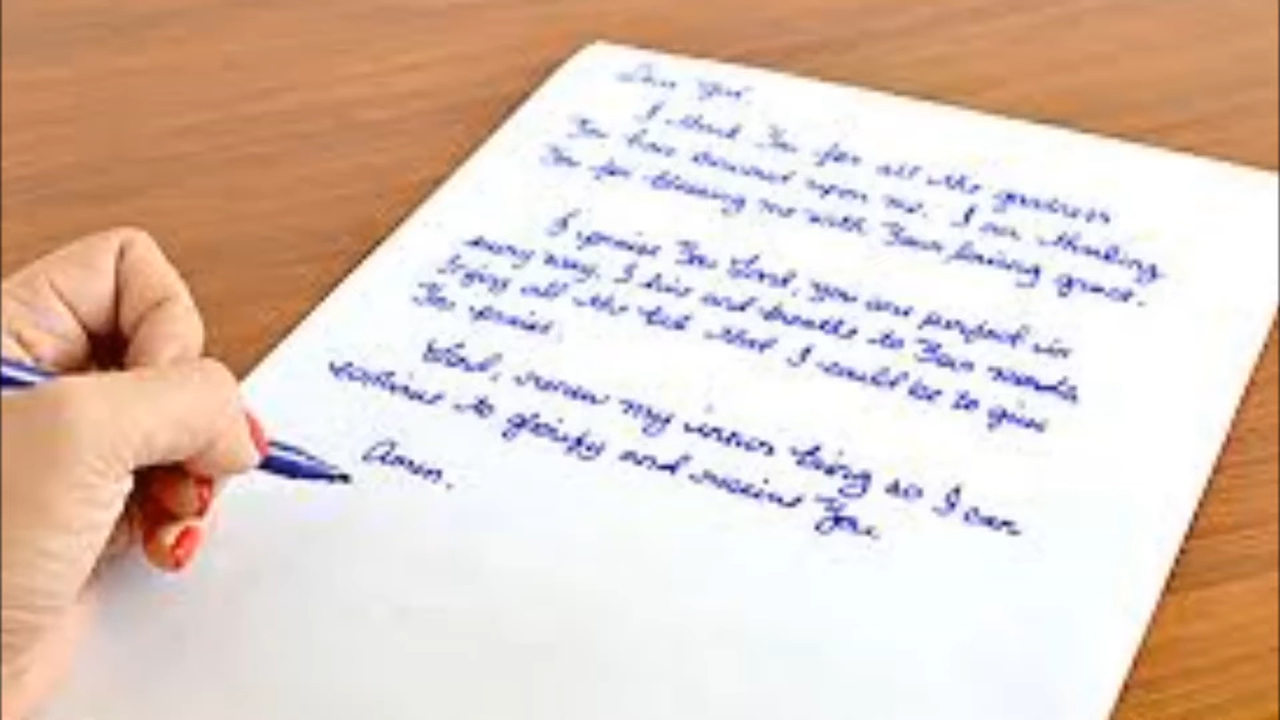 Dear God,
I thank You for all the goodness
You have upon me. I am thanking
You for blessing me with Your loving grace.
I praise You Lord, you are perfect in
every way. I live and breathe to Your
Enjoy all the that I could be to give
You praise.
Lord, renew my inner being so I can
continue to glorify and receive You.
Amen.